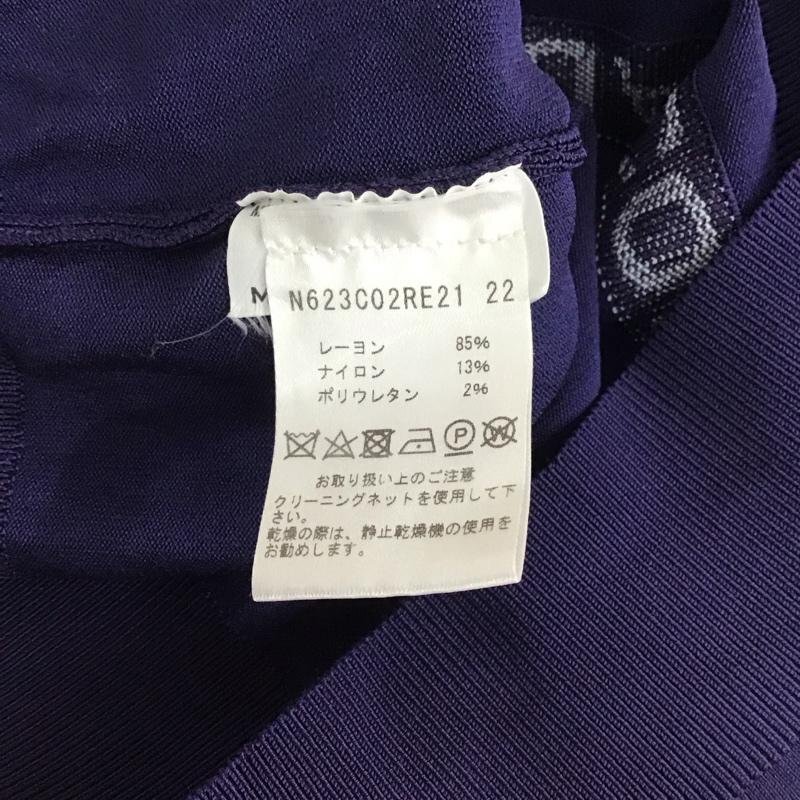 M
N623C02RE21 22
レーヨン 85%
ナイロン 13%
ポリウレタン 2%
P W
お取り扱い上のご注意
クリーニングネットを使用して下
さい。
乾燥の際は、静止乾燥機の使用を
お勧めします。